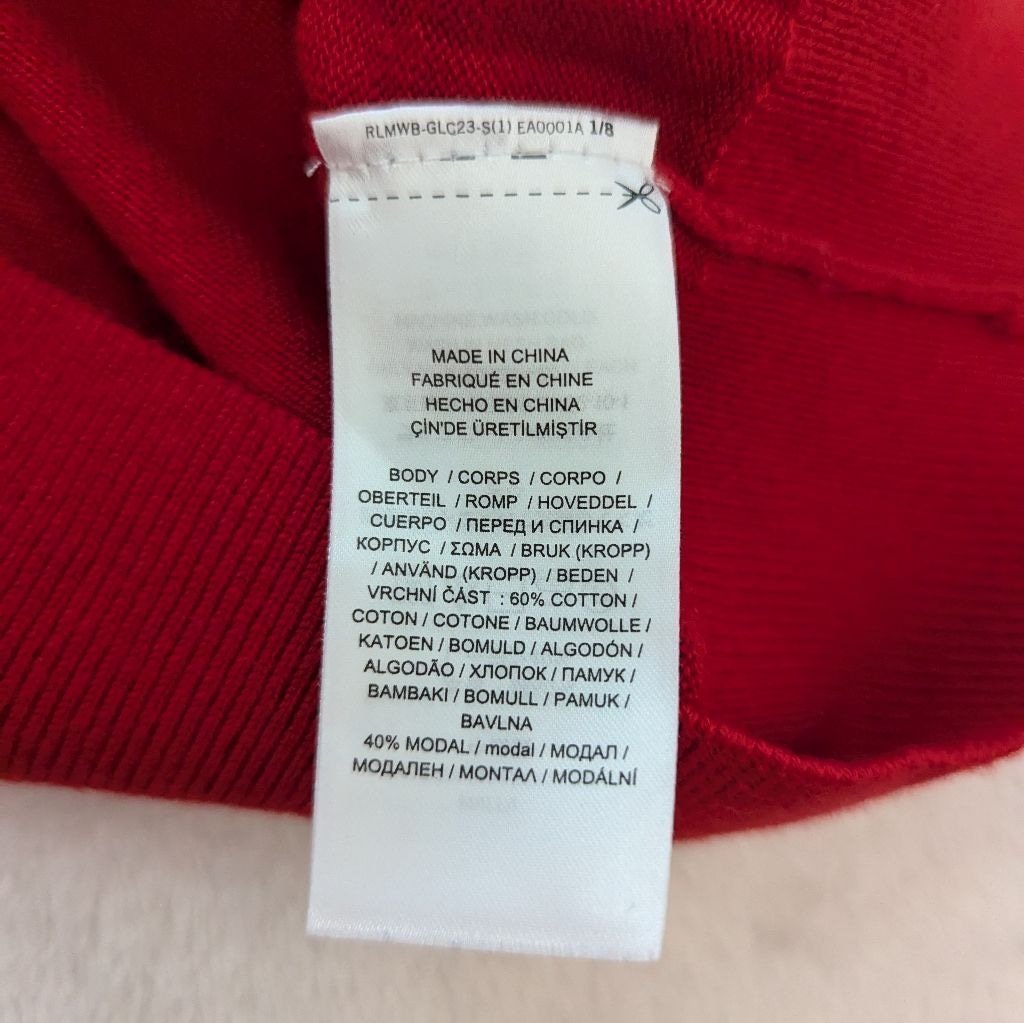 RLMWB-GLC23-S(1) EA0001A 1/8
MADE IN CHINA
FABRIQUÉ EN CHINE
HECHO EN CHINA
ÇİN'DE ÜRETİLMİŞTİR
BODY / CORPS / CORPO /
OBERTEIL / ROMP / HOVEDDEL /
CUERPO / ПЕРЕД И СПИНКА /
КОРПУС / ΣΩΜΑ / BRUK (KROPP)
/ ANVÄND (KROPP) / BEDEN /
VRCHNÍ ČÁST : 60% COTTON /
COTON / COTONE / BAUMWOLLE /
KATOEN / BOMULD / ALGODÓN /
ALGODÃO / ХЛОПОК / ПАМУК /
ΒΑΜΒΑΚΙ / BOMULL / PAMUK /
BAVLNA
40% MODAL / modal / МОДАЛ /
МОДАЛЕН / ΜΟΝΤΑΛ / MODÁLNÍ